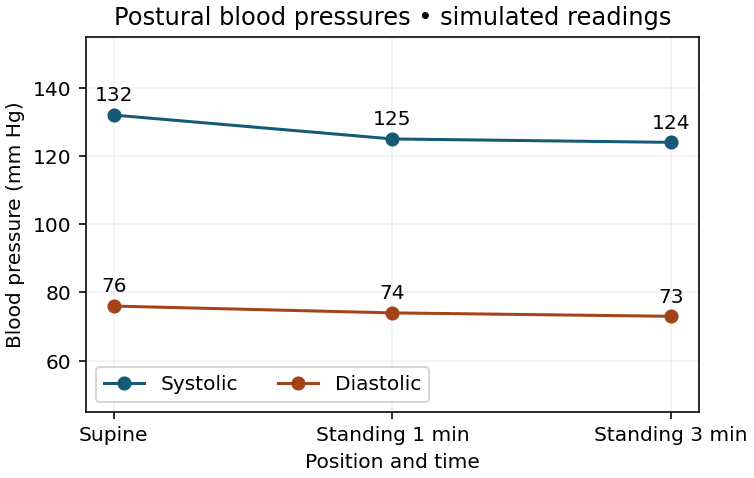 Postural blood pressures • simulated readings
Blood pressure (mm Hg)
140
120
100
80
60
132
125
124
76
74
73
Systolic
Diastolic
Supine
Standing 1 min
Standing 3 min
Position and time